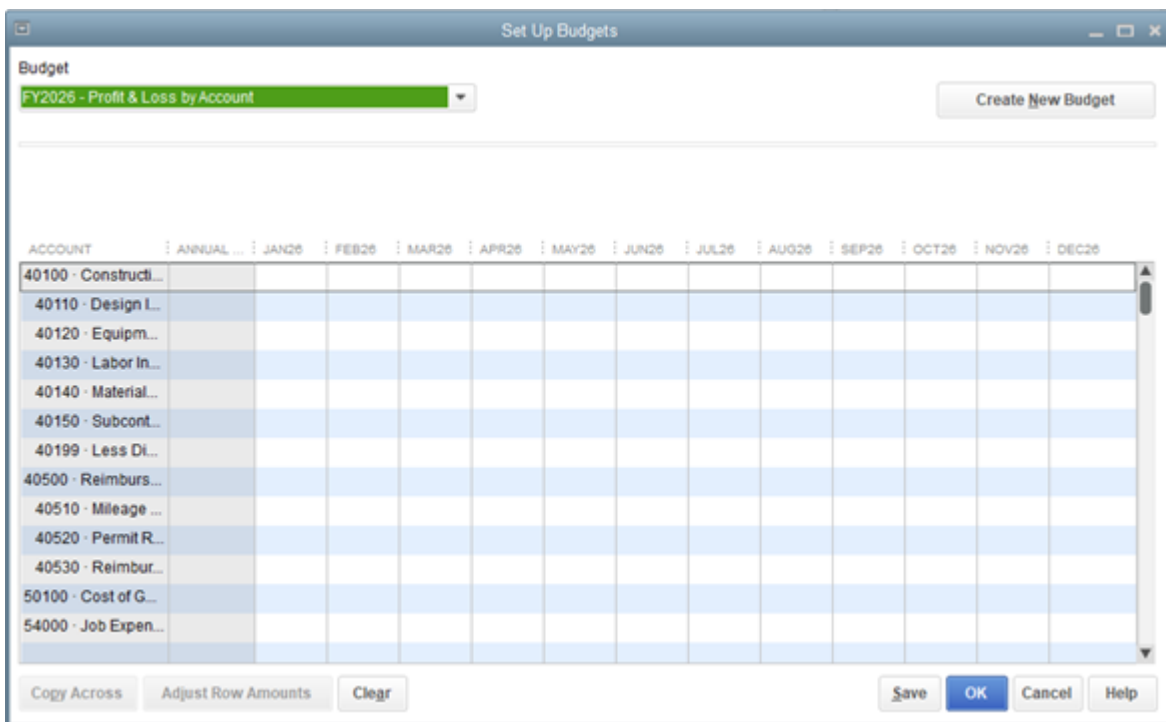 Set Up Budgets
Budget
FY2026 - Profit & Loss by Account
Create New Budget
ACCOUNT ANNUAL ... JAN26 FEB26 MAR26 APR26 MAY26 JUN26 JUL26 AUG26 SEP26 OCT26 NOV26 DEC26
40100 · Constructi...
40110 · Design I...
40120 · Equipm...
40130 · Labor In...
40140 · Material...
40150 · Subcont...
40199 · Less Di...
40500 · Reimburs...
40510 · Mileage ...
40520 · Permit R...
40530 · Reimbur...
50100 · Cost of G...
54000 · Job Expen...
Copy Across Adjust Row Amounts Clear Save OK Cancel Help